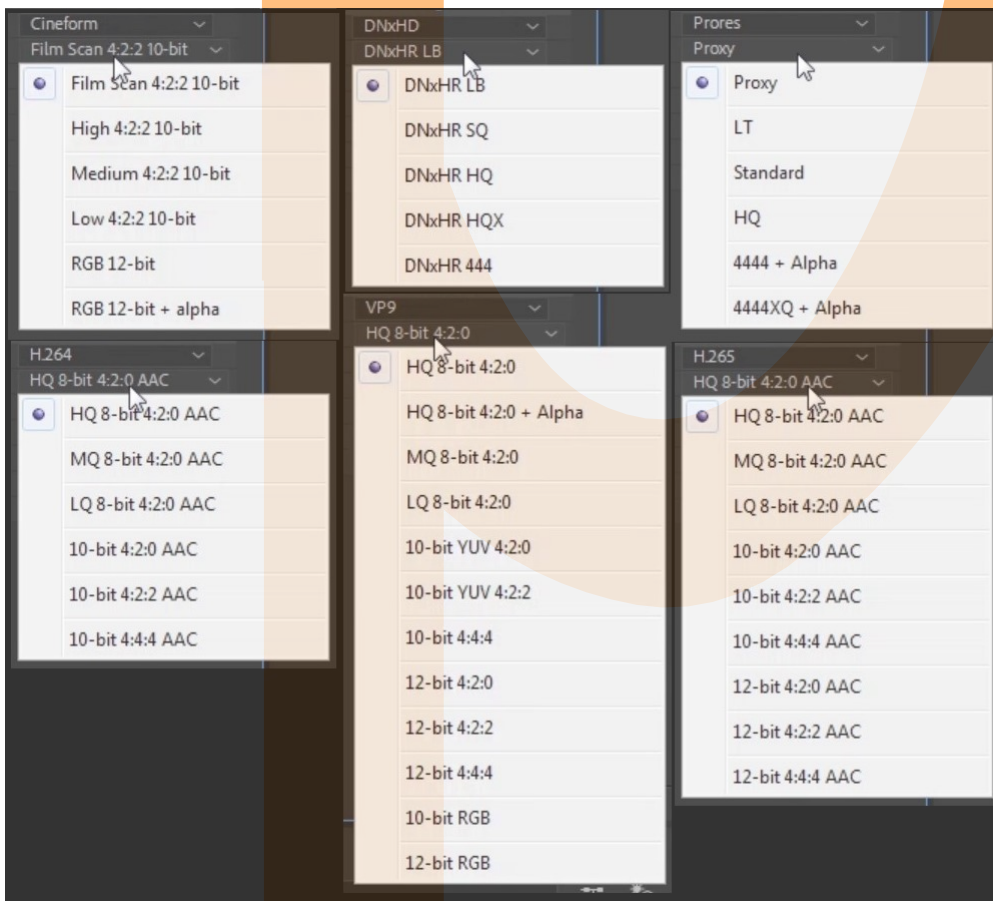 Cineform
Film Scan 4:2:2 10-bit
Film Scan 4:2:2 10-bit
High 4:2:2 10-bit
Medium 4:2:2 10-bit
Low 4:2:2 10-bit
RGB 12-bit
RGB 12-bit + alpha
DNxHD
DNxHR LB
DNxHR LB
DNxHR SQ
DNxHR HQ
DNxHR HQX
DNxHR 444
Prores
Proxy
Proxy
LT
Standard
HQ
4444 + Alpha
4444XQ + Alpha
H.264
HQ 8-bit 4:2:0 AAC
HQ 8-bit 4:2:0 AAC
MQ 8-bit 4:2:0 AAC
LQ 8-bit 4:2:0 AAC
10-bit 4:2:0 AAC
10-bit 4:2:2 AAC
10-bit 4:4:4 AAC
VP9
HQ 8-bit 4:2:0
HQ 8-bit 4:2:0
HQ 8-bit 4:2:0 + Alpha
MQ 8-bit 4:2:0
LQ 8-bit 4:2:0
10-bit YUV 4:2:0
10-bit YUV 4:2:2
10-bit 4:4:4
12-bit 4:2:0
12-bit 4:2:2
12-bit 4:4:4
10-bit RGB
12-bit RGB
H.265
HQ 8-bit 4:2:0 AAC
HQ 8-bit 4:2:0 AAC
MQ 8-bit 4:2:0 AAC
LQ 8-bit 4:2:0 AAC
10-bit 4:2:0 AAC
10-bit 4:2:2 AAC
10-bit 4:4:4 AAC
12-bit 4:2:0 AAC
12-bit 4:2:2 AAC
12-bit 4:4:4 AAC